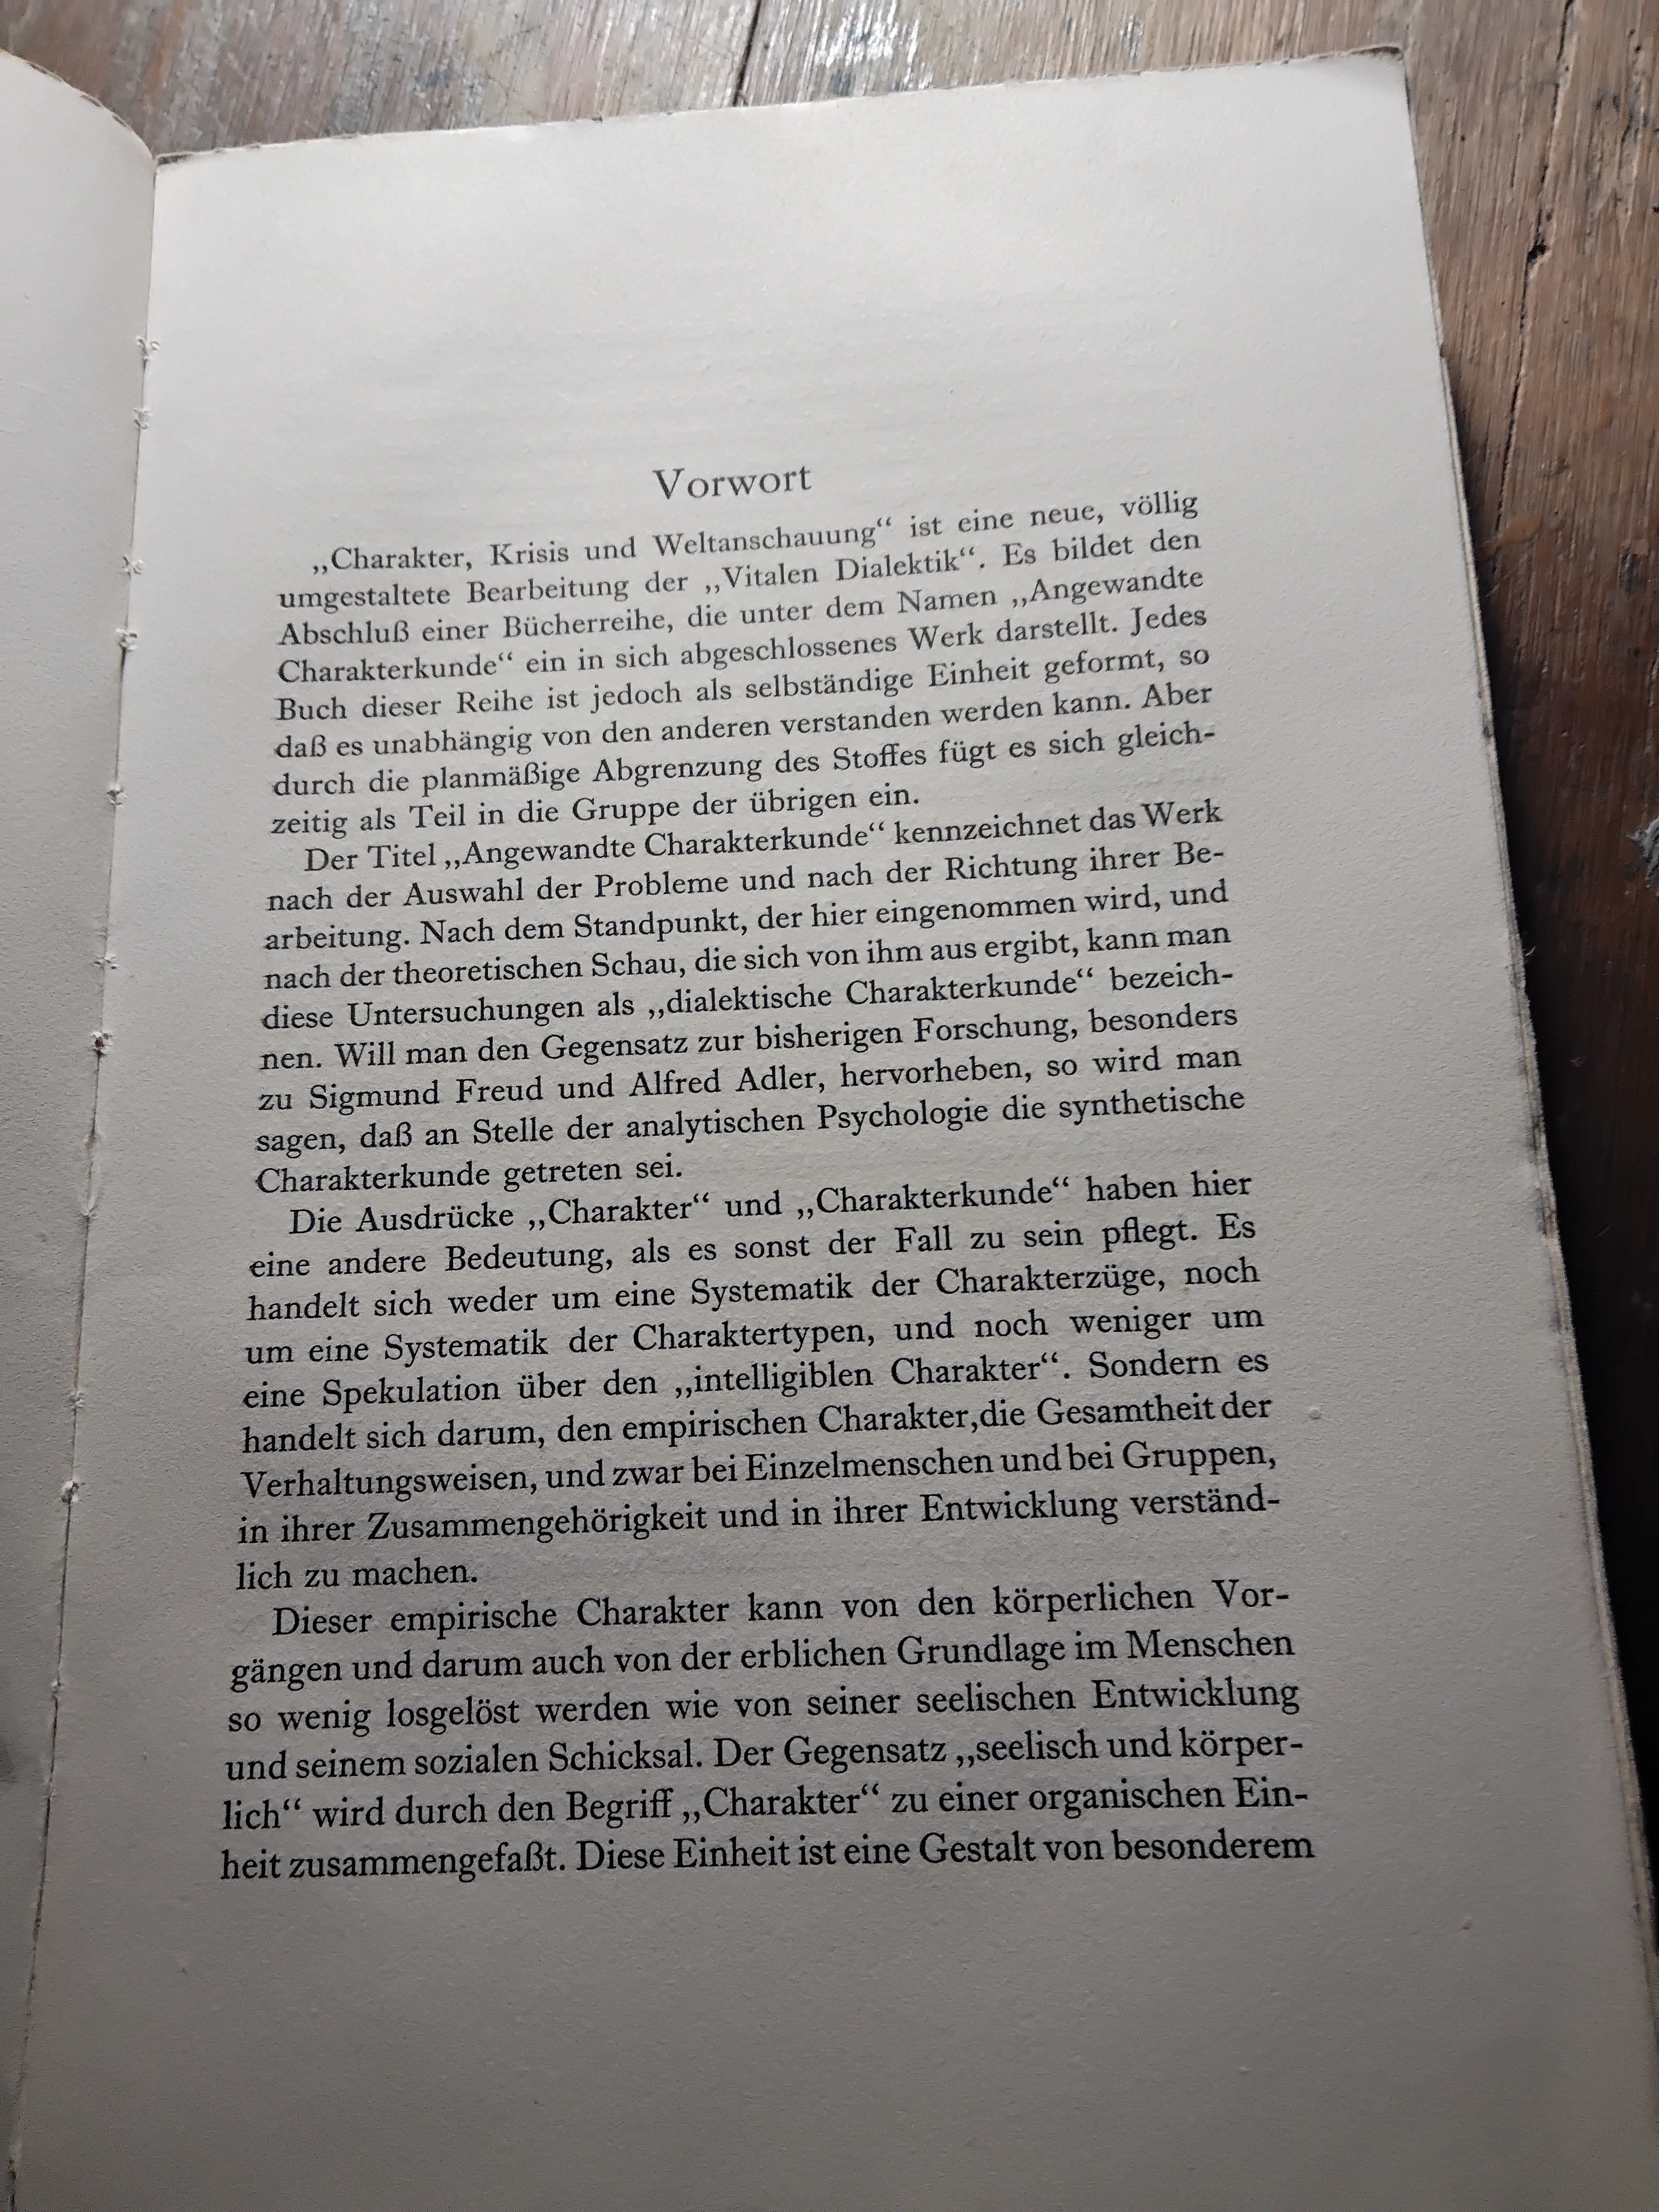 Vorwort
„Charakter, Krisis und Weltanschauung“ ist eine neue, völlig
umgestaltete Bearbeitung der „Vitalen Dialektik“. Es bildet den
Abschluß einer Bücherreihe, die unter dem Namen „Angewandte
Charakterkunde“ ein in sich abgeschlossenes Werk darstellt. Jedes
Buch dieser Reihe ist jedoch als selbständige Einheit geformt, so
daß es unabhängig von den anderen verstanden werden kann. Aber
durch die planmäßige Abgrenzung des Stoffes fügt es sich gleich-
zeitig als Teil in die Gruppe der übrigen ein.
Der Titel „Angewandte Charakterkunde“ kennzeichnet das Werk
nach der Auswahl der Probleme und nach der Richtung ihrer Be-
arbeitung. Nach dem Standpunkt, der hier eingenommen wird, und
nach der theoretischen Schau, die sich von ihm aus ergibt, kann man
diese Untersuchungen als „dialektische Charakterkunde“ bezeich-
nen. Will man den Gegensatz zur bisherigen Forschung, besonders
zu Sigmund Freud und Alfred Adler, hervorheben, so wird man
sagen, daß an Stelle der analytischen Psychologie die synthetische
Charakterkunde getreten sei.
Die Ausdrücke „Charakter“ und „Charakterkunde“ haben hier
eine andere Bedeutung, als es sonst der Fall zu sein pflegt. Es
handelt sich weder um eine Systematik der Charakterzüge, noch
um eine Systematik der Charaktertypen, und noch weniger um
eine Spekulation über den „intelligiblen Charakter“. Sondern es
handelt sich darum, den empirischen Charakter,die Gesamtheit der
Verhaltungsweisen, und zwar bei Einzelmenschen und bei Gruppen,
in ihrer Zusammengehörigkeit und in ihrer Entwicklung verständ-
lich zu machen.
Dieser empirische Charakter kann von den körperlichen Vor-
gängen und darum auch von der erblichen Grundlage im Menschen
so wenig losgelöst werden wie von seiner seelischen Entwicklung
und seinem sozialen Schicksal. Der Gegensatz „seelisch und körper-
lich“ wird durch den Begriff „Charakter“ zu einer organischen Ein-
heit zusammengefaßt. Diese Einheit ist eine Gestalt von besonderem